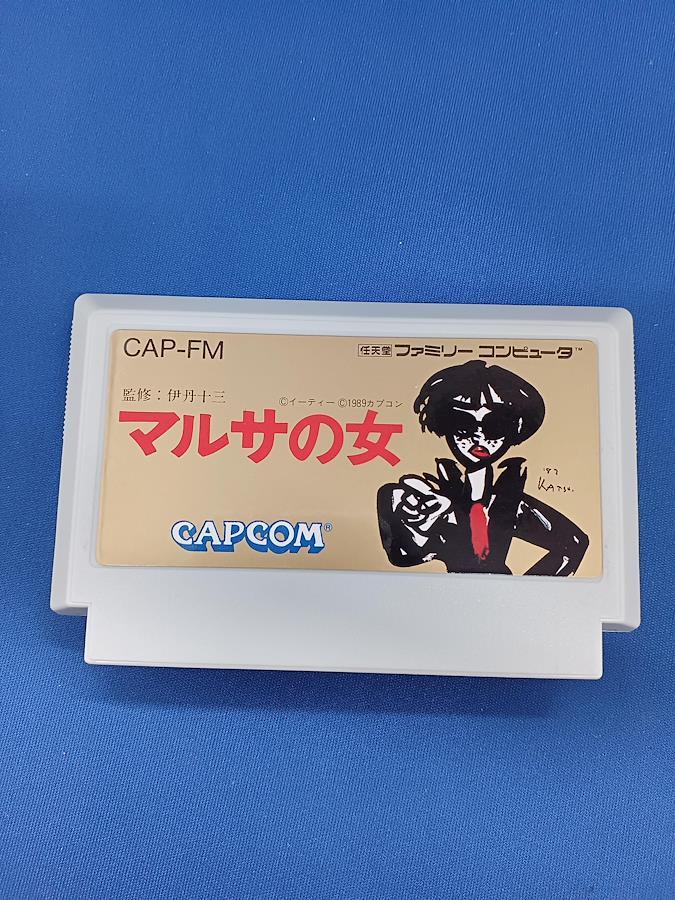 CAP-FM
任天堂 ファミリー コンピュータ™
監修：伊丹十三
©イーティー ©1989カプコン
マルサの女
'87
KATSU.
CAPCOM®